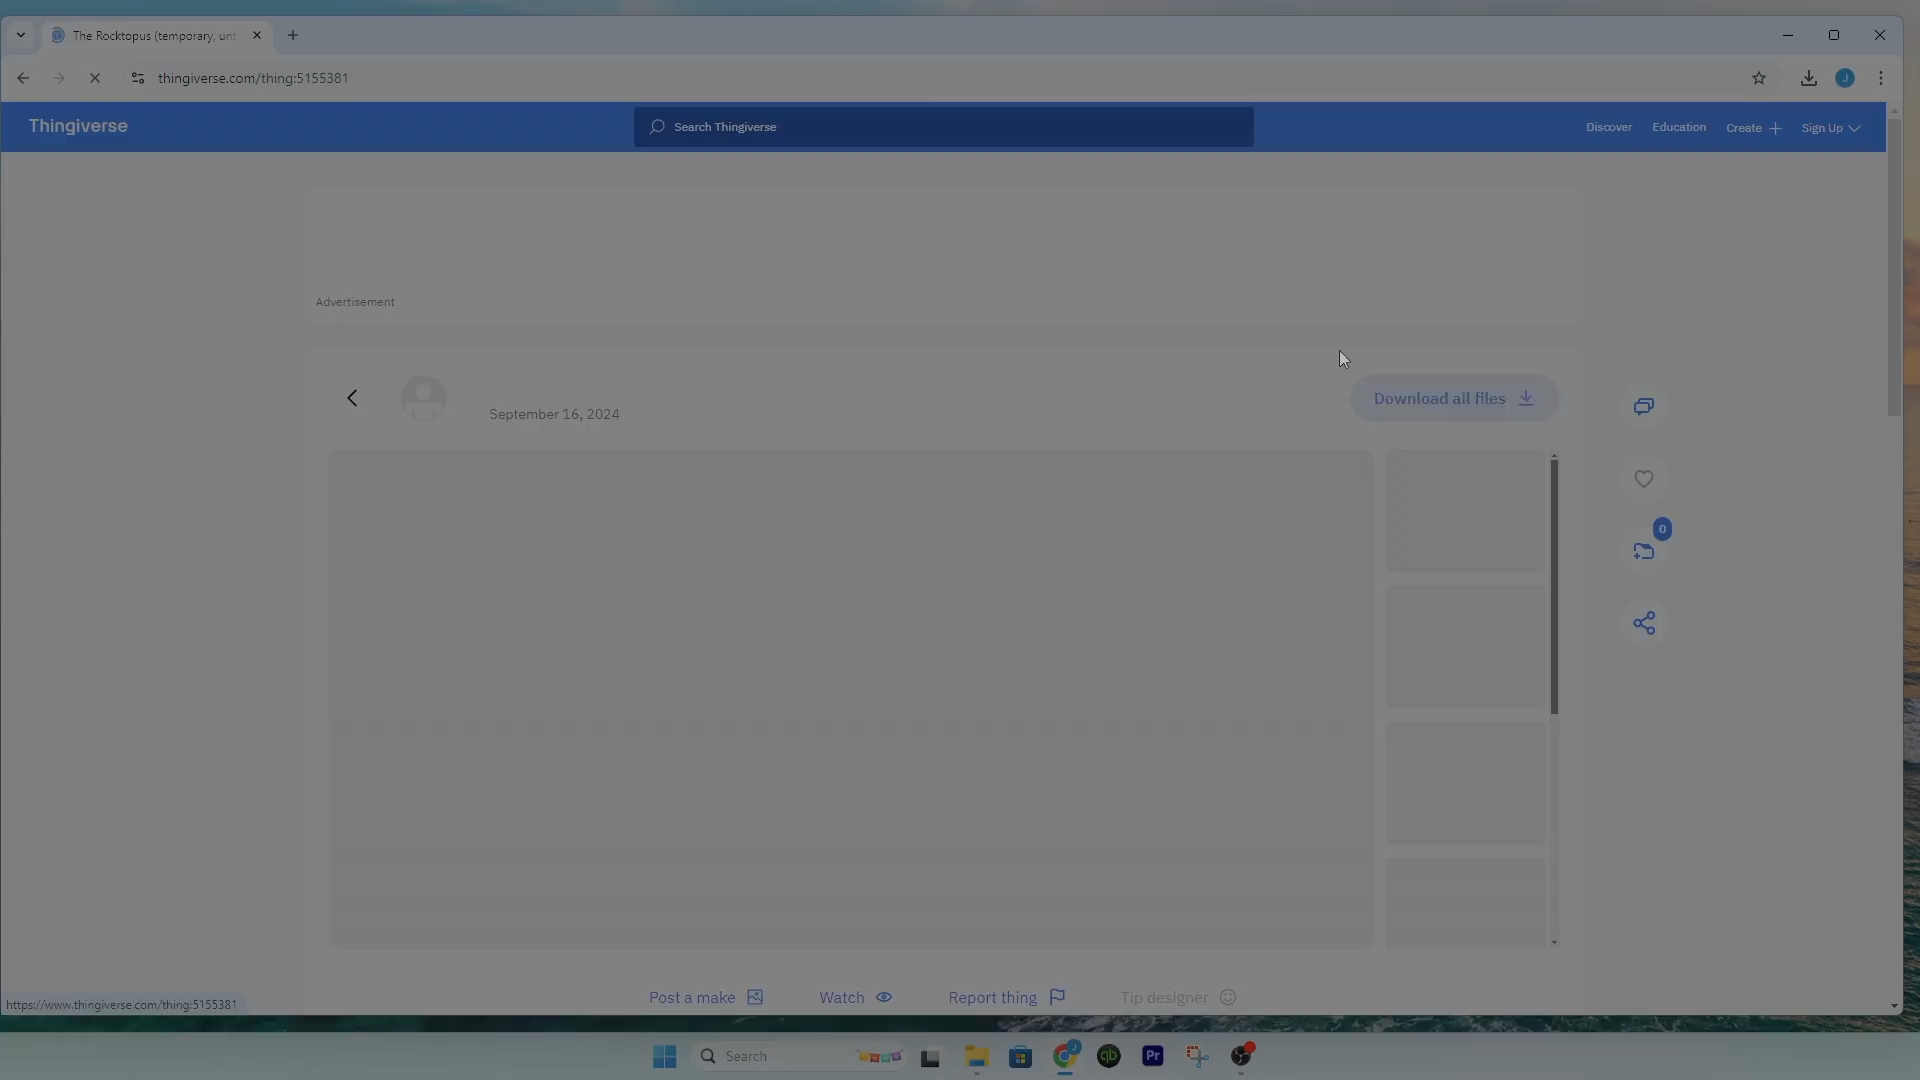 The Rocktopus (temporary, unt
thingiverse.com/thing:5155381
J
Thingiverse
Search Thingiverse
Discover
Education
Create
Sign Up
Advertisement
September 16, 2024
Download all files
0
Post a make
Watch
Report thing
Tip designer
https://www.thingiverse.com/thing:5155381
Search
J
qb
Pr